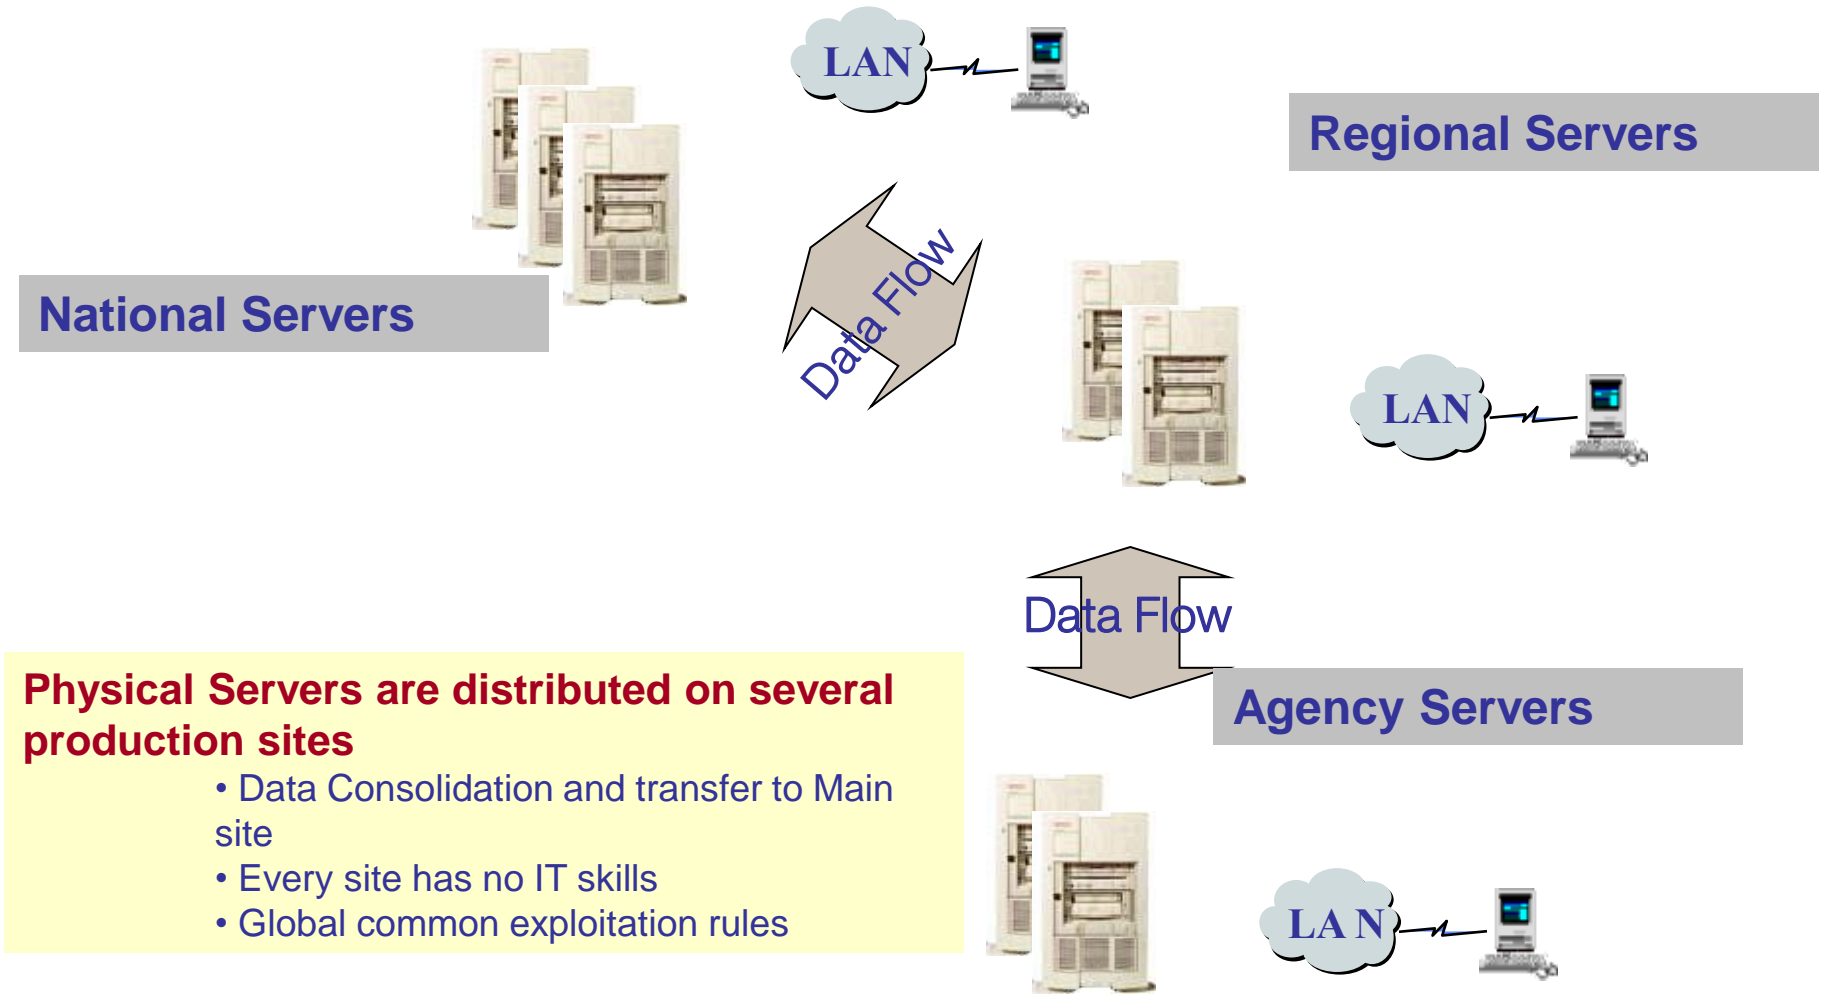 LAN
Regional Servers
National Servers
Data Flow
LAN
Data Flow
Physical Servers are distributed on several
production sites
• Data Consolidation and transfer to Main
site
• Every site has no IT skills
• Global common exploitation rules
Agency Servers
LA N